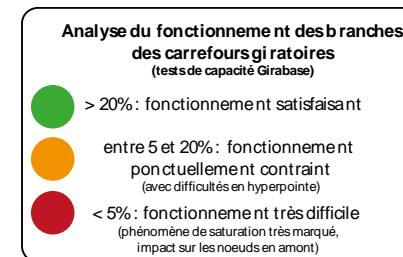 Analyse du fonctionnement des branches
des carrefours giratoires
(tests de capacité Girabase)
> 20% : fonctionnement satisfaisant
entre 5 et 20% : fonctionnement
ponctuellement contraint
(avec difficultés en hyperpointe)
< 5% : fonctionnement très difficile
(phénomène de saturation très marqué,
impact sur les noeuds en amont)